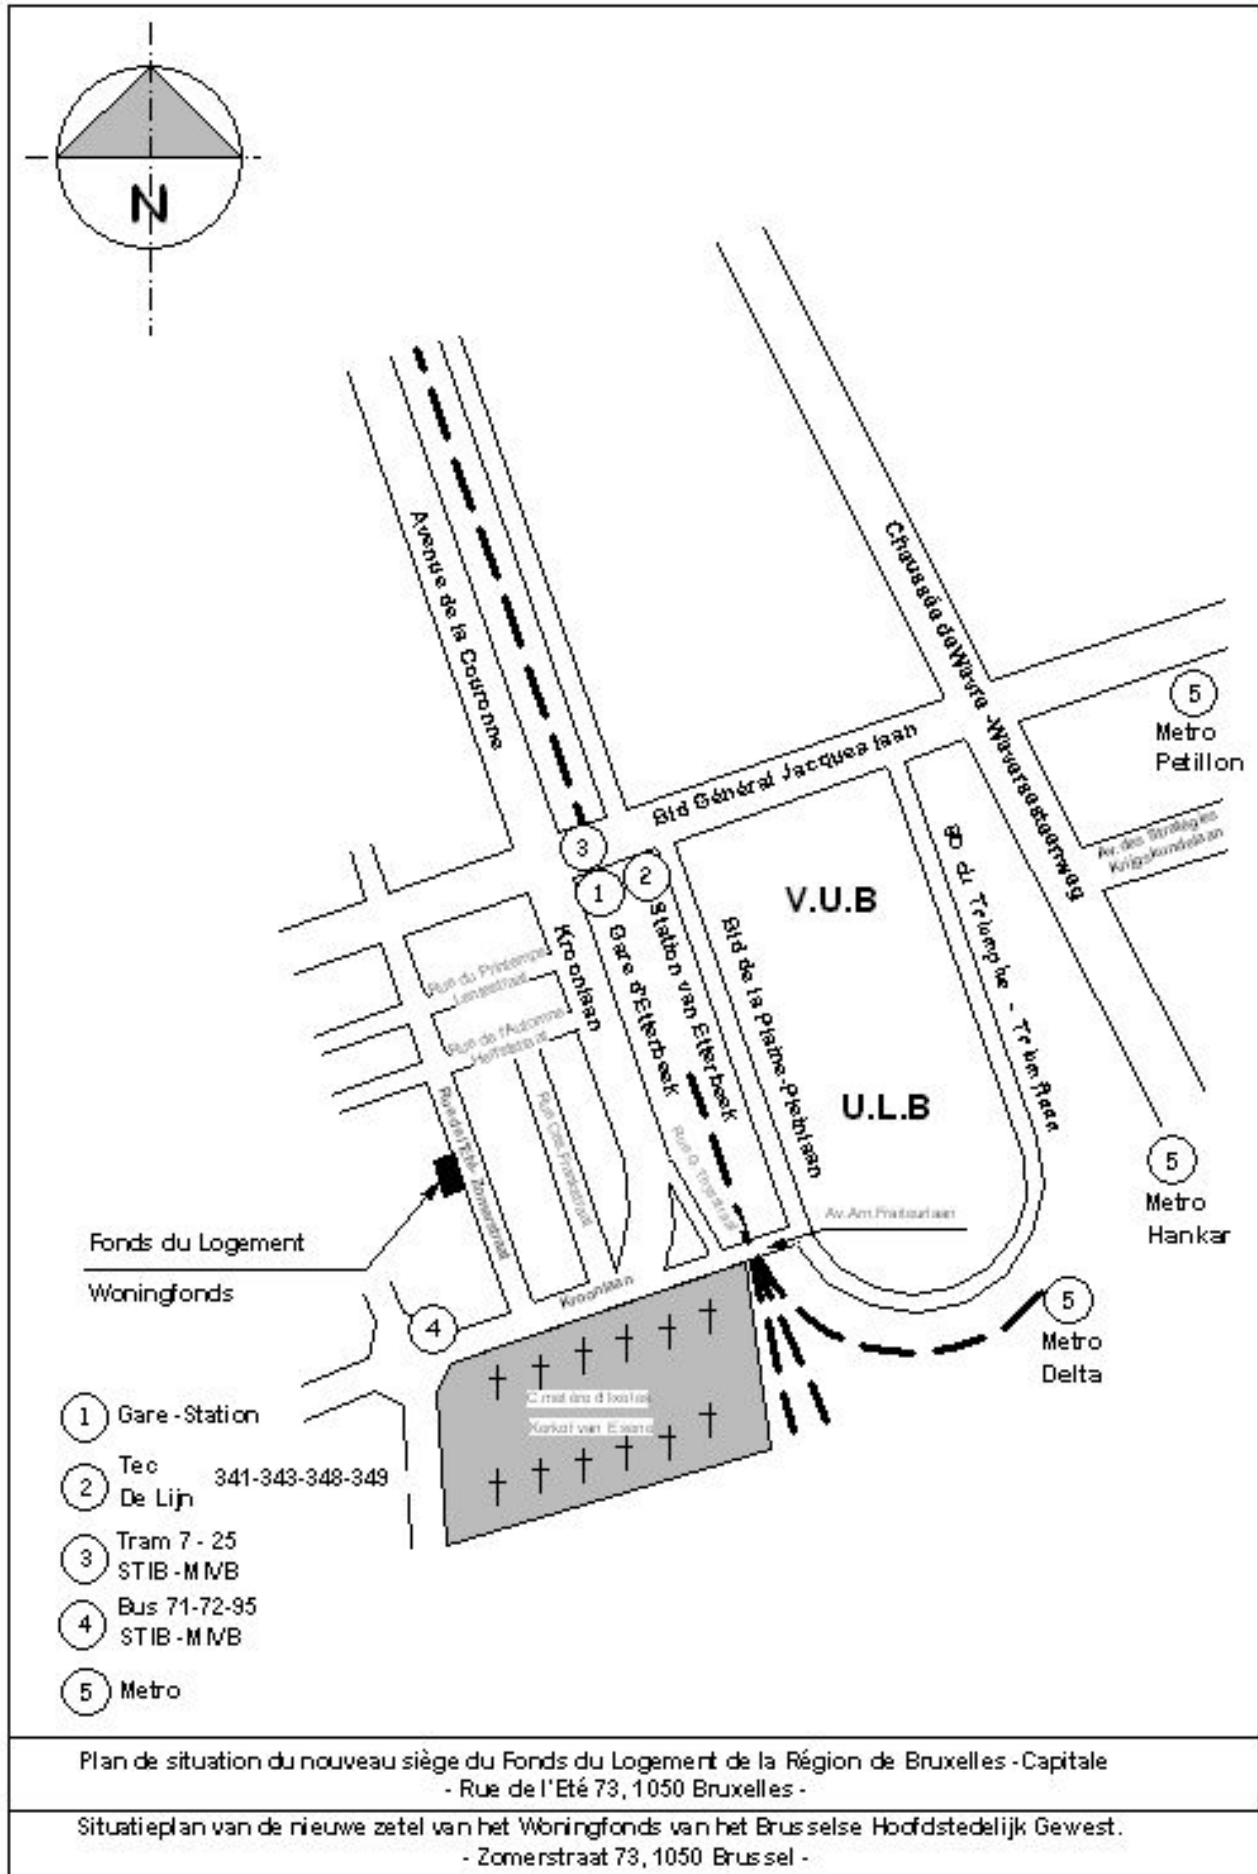 N
Avenue de la Couronne
Chaussée de Wavre - Waversesteenweg
5
Metro
Petillon
Bld Général Jacques laan
3
1
2
Av. des Stratégies
Krijgskundelaan
V.U.B
Bld de la Plaine-Pleinlaan
BD du Triomphe - Triomflaan
Kroonlaan
Gare d'Etterbeek
Station van Etterbeek
Rue du Printemps
Lentestraat
Rue de l'Automne
Herfststraat
U.L.B
Rue de l'Eté - Zomerstraat
5
Metro
Hankar
Fonds du Logement
Woningfonds
Kroonlaan
4
5
Metro
Delta
Cimetière d'Ixelles
Kerkhof van Elsene
1 Gare - Station
2 Tec
De Lijn 341-343-348-349
3 Tram 7 - 25
STIB - MIVB
4 Bus 71-72-95
STIB - MIVB
5 Metro
Plan de situation du nouveau siège du Fonds du Logement de la Région de Bruxelles - Capitale
- Rue de l'Eté 73, 1050 Bruxelles -
Situatieplan van de nieuwe zetel van het Woningfonds van het Brusselse Hoofdstedelijk Gewest.
- Zomerstraat 73, 1050 Brussel -